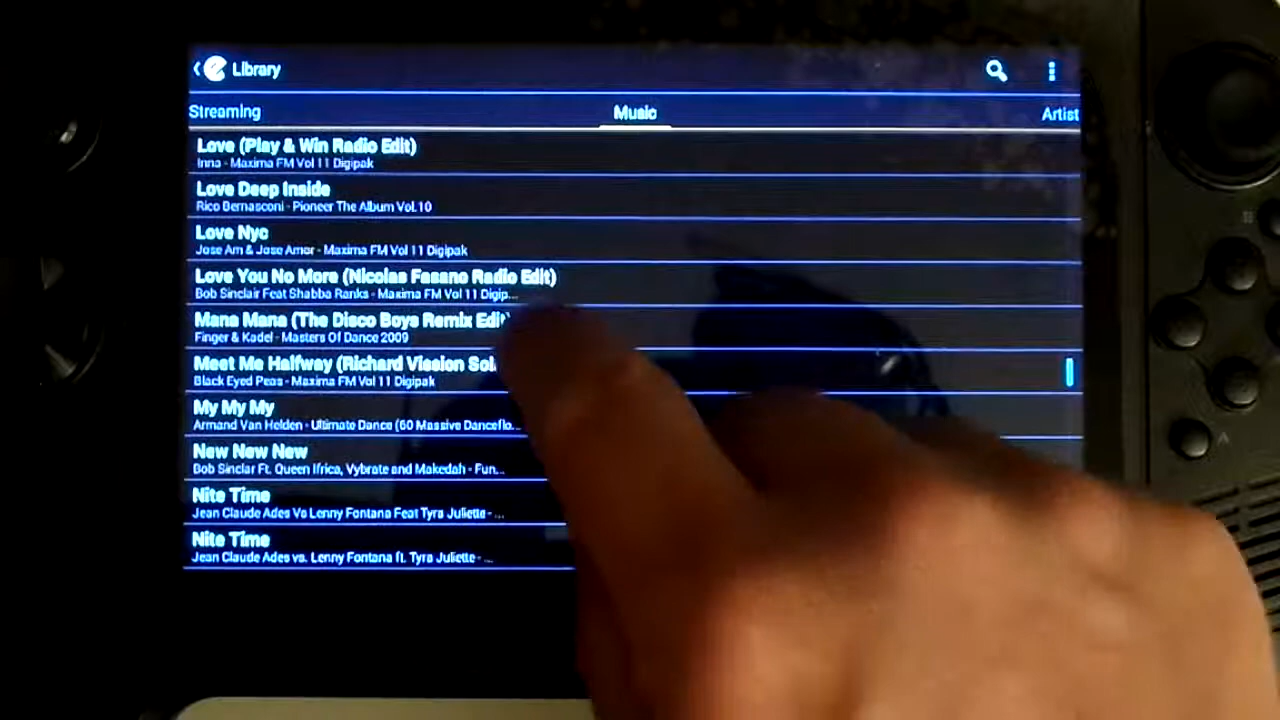 Library
Streaming Music Artist
Love (Play & Win Radio Edit)
Inna - Maxima FM Vol 11 Digipak
Love Deep Inside
Rico Bernasconi - Pioneer The Album Vol.10
Love Nyc
Jose Am & Jose Amor - Maxima FM Vol 11 Digipak
Love You No More (Nicolas Fasano Radio Edit)
Bob Sinclair Feat Shabba Ranks - Maxima FM Vol 11 Digip...
Mana Mana (The Disco Boys Remix Edit)
Finger & Kadel - Masters Of Dance 2009
Meet Me Halfway (Richard Vission Sol
Black Eyed Peas - Maxima FM Vol 11 Digipak
My My My
Armand Van Helden - Ultimate Dance (60 Massive Danceflo...
New New New
Bob Sinclar Ft. Queen Ifrica, Vybrate and Makedah - Fun...
Nite Time
Jean Claude Ades Vs Lenny Fontana Feat Tyra Juliette - ...
Nite Time
Jean Claude Ades vs. Lenny Fontana ft. Tyra Juliette - ...
A